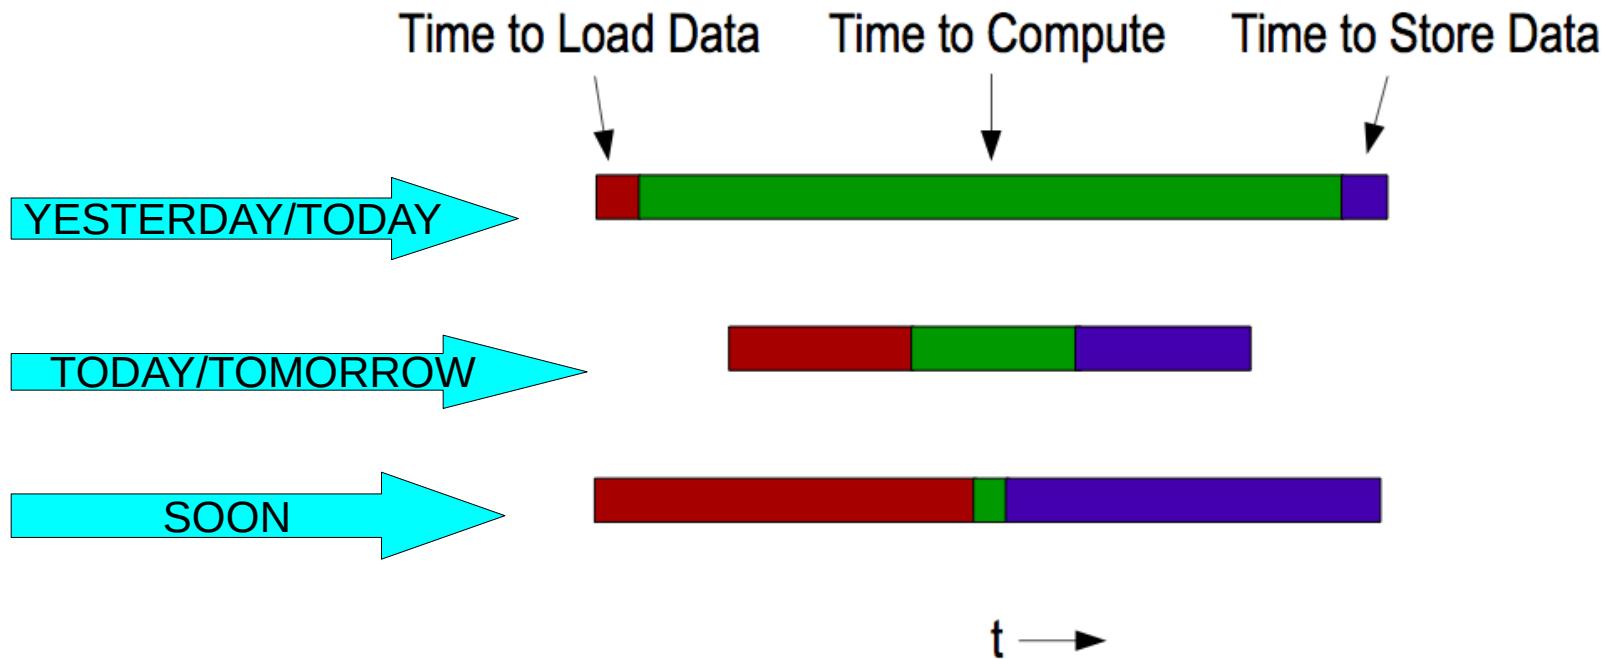 Time to Load Data
Time to Compute
Time to Store Data
YESTERDAY/TODAY
TODAY/TOMORROW
SOON
t